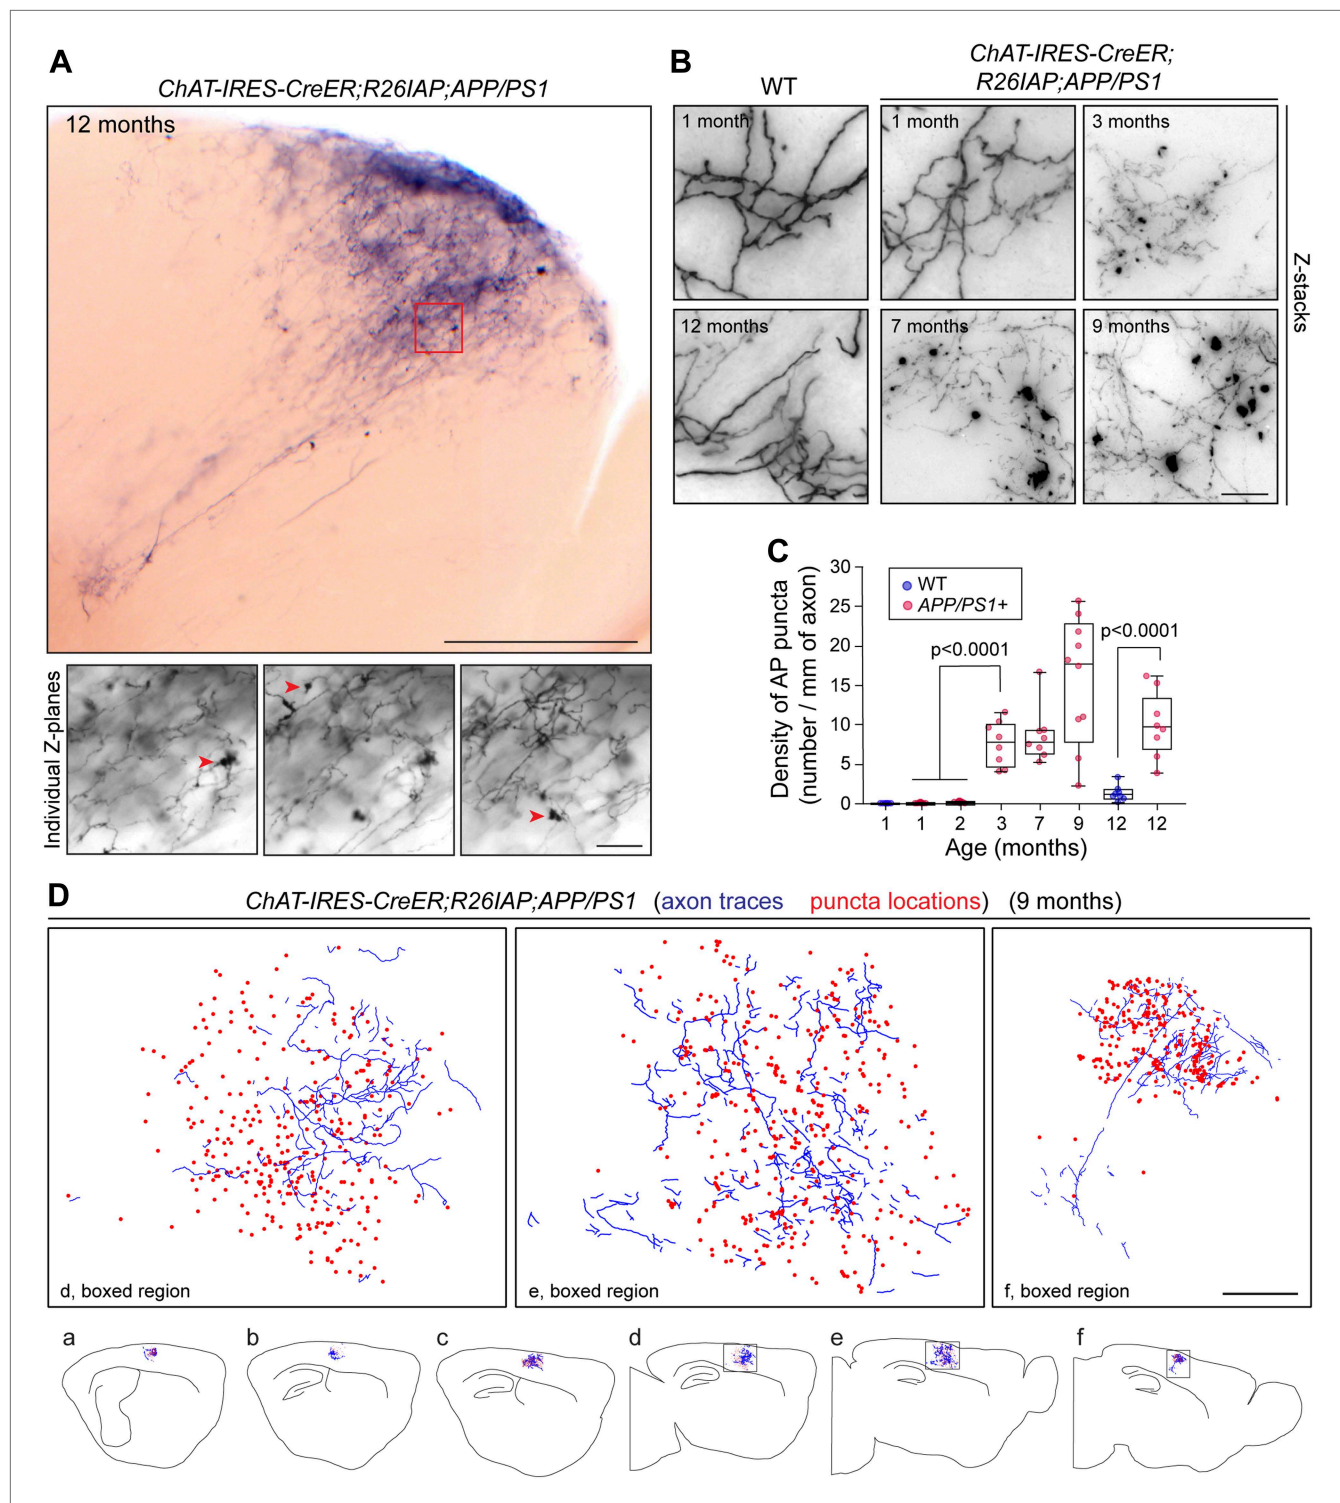 A
ChAT-IRES-CreER;R26IAP;APP/PS1
12 months
Individual Z-planes
B
WT
ChAT-IRES-CreER;
R26IAP;APP/PS1
1 month
1 month
3 months
12 months
7 months
9 months
Z-stacks
C
Density of AP puncta
(number / mm of axon)
30
25
20
15
10
5
0
WT
APP/PS1+
p<0.0001
p<0.0001
1 1 2 3 7 9 12 12
Age (months)
D
ChAT-IRES-CreER;R26IAP;APP/PS1 (axon traces puncta locations) (9 months)
d, boxed region
e, boxed region
f, boxed region
a b c d e f